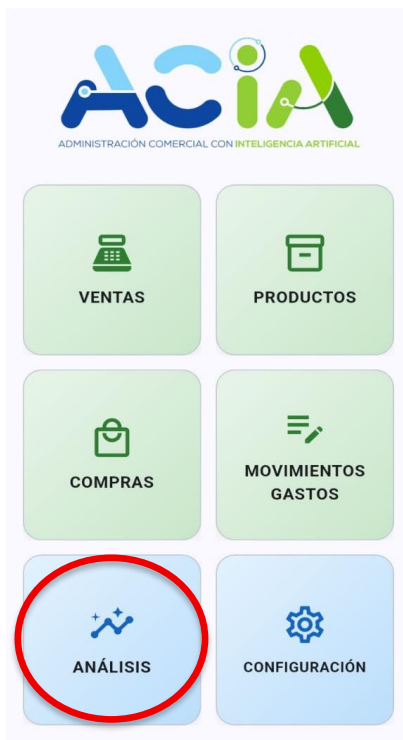 ACiA
ADMINISTRACIÓN COMERCIAL CON INTELIGENCIA ARTIFICIAL
VENTAS
PRODUCTOS
COMPRAS
MOVIMIENTOS
GASTOS
ANÁLISIS
CONFIGURACIÓN